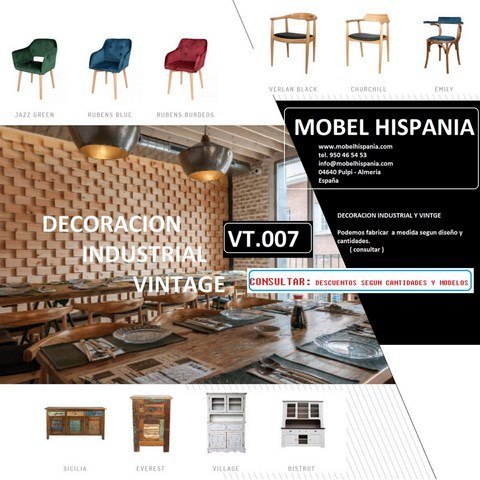 JAZZ GREEN
RUBENS BLUE
RUBENS BURDEOS
VERLAN BLACK
CHURCHILL
EMILY
MOBEL HISPANIA
www.mobelhispania.com
tel. 950 46 54 53
info@mobelhispania.com
04640 Pulpi - Almeria
España
DECORACION
INDUSTRIAL
VINTAGE
VT.007
DECORACION INDUSTRIAL Y VINTGE
Podemos fabricar a medida segun diseño y
cantidades.
( consultar )
CONSULTAR: DESCUENTOS SEGUN CANTIDADES Y MODELOS
SICILIA
EVEREST
VILLAGE
BISTROT